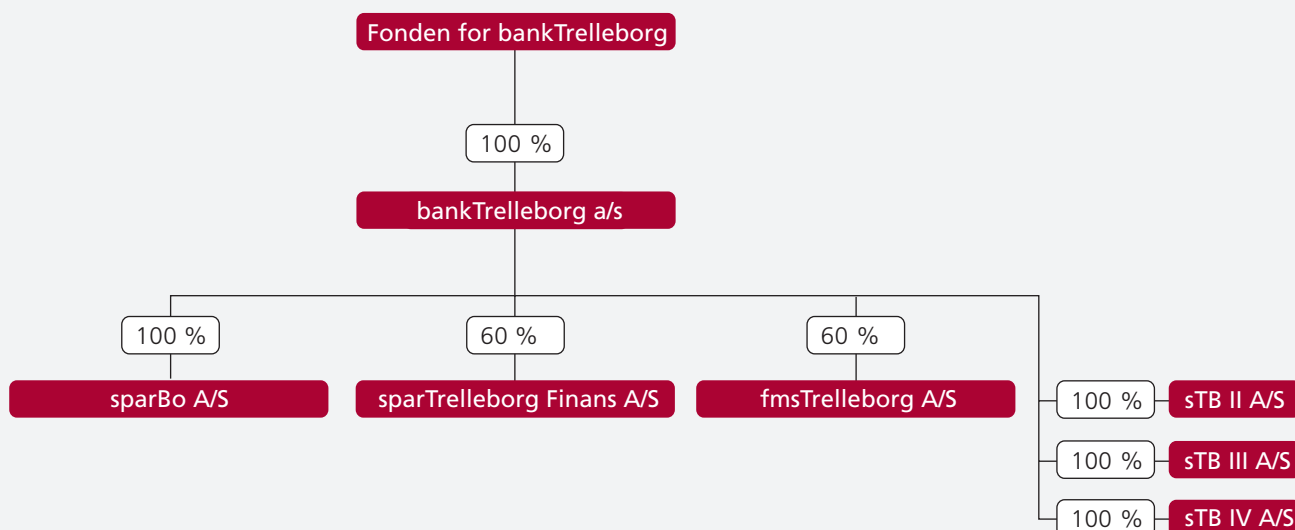 Fonden for bankTrelleborg
100 %
bankTrelleborg a/s
100 %
60 %
60 %
sparBo A/S
sparTrelleborg Finans A/S
fmsTrelleborg A/S
100 %
sTB II A/S
100 %
sTB III A/S
100 %
sTB IV A/S